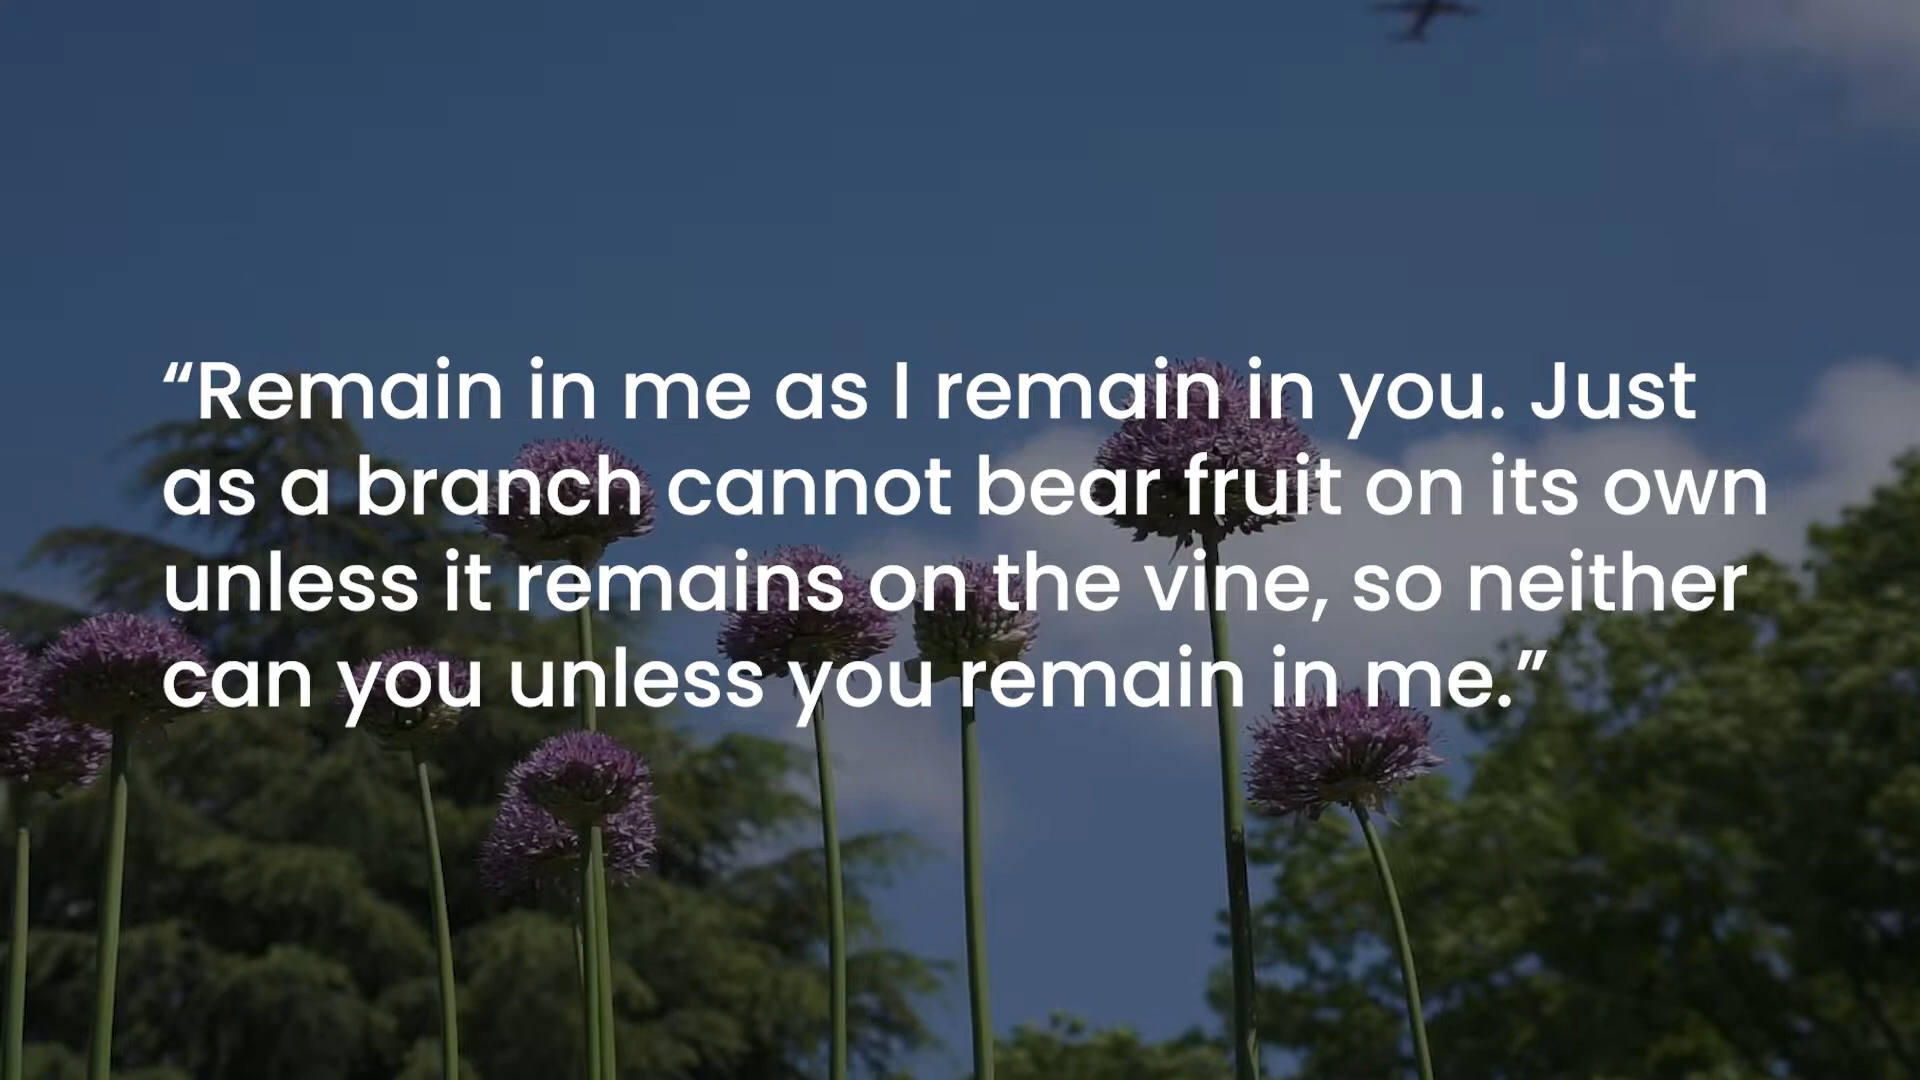 “Remain in me as I remain in you. Just
as a branch cannot bear fruit on its own
unless it remains on the vine, so neither
can you unless you remain in me.”